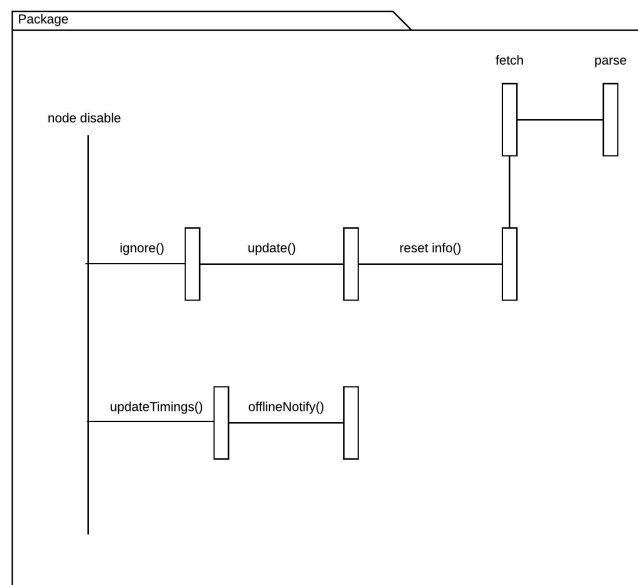 Package
fetch
parse
node disable
ignore()
update()
reset info()
updateTimings()
offlineNotify()